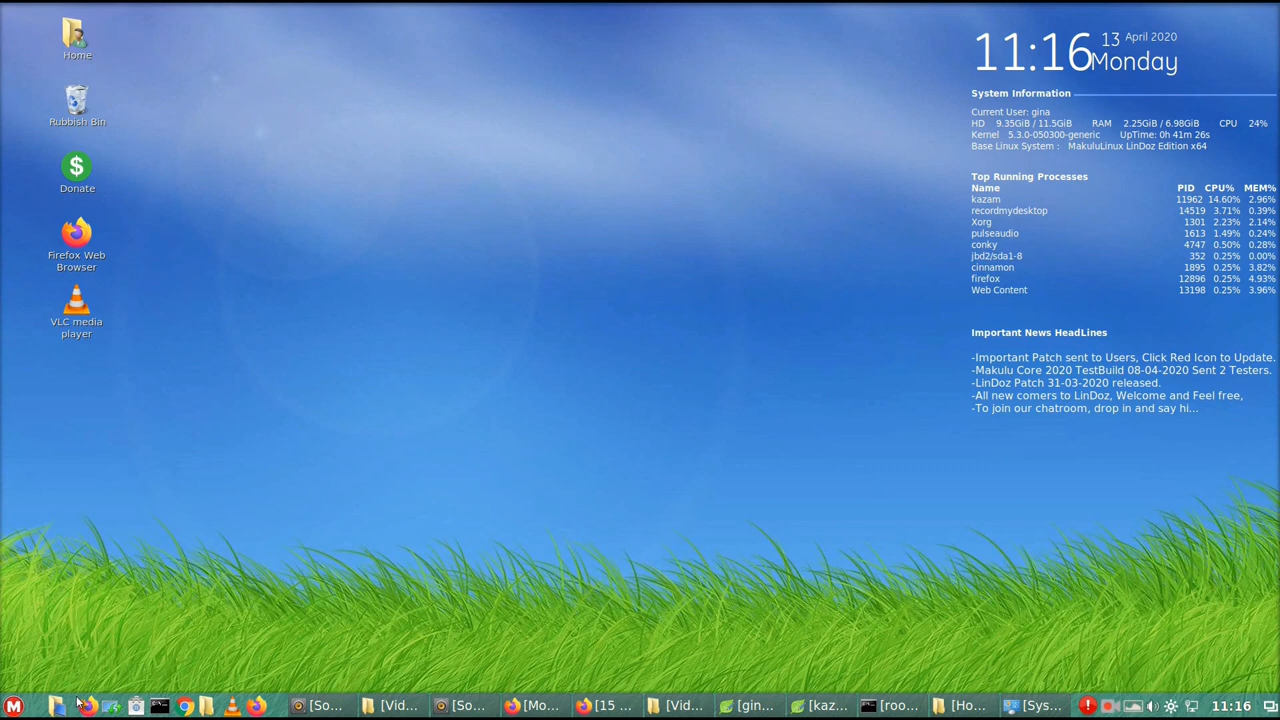 Home
Rubbish Bin
$
Donate
Firefox Web
Browser
VLC media
player
11:16 13 April 2020
Monday
System Information
Current User: gina
HD 9.35GiB / 11.5GiB RAM 2.25GiB / 6.98GiB CPU 24%
Kernel 5.3.0-050300-generic UpTime: 0h 41m 26s
Base Linux System : MakuluLinux LinDoz Edition x64
Top Running Processes
Name PID CPU% MEM%
kazam 11962 14.60% 2.96%
recordmydesktop 14519 3.71% 0.39%
Xorg 1301 2.23% 2.14%
pulseaudio 1613 1.49% 0.24%
conky 4747 0.50% 0.28%
jbd2/sda1-8 352 0.25% 0.00%
cinnamon 1895 0.25% 3.82%
firefox 12896 0.25% 4.93%
Web Content 13198 0.25% 3.96%
Important News HeadLines
-Important Patch sent to Users, Click Red Icon to Update.
-Makulu Core 2020 TestBuild 08-04-2020 Sent 2 Testers.
-LinDoz Patch 31-03-2020 released.
-All new comers to LinDoz, Welcome and Feel free,
-To join our chatroom, drop in and say hi...
M [So... [Vid... [So... [Mo... [15 ... [Vid... [gin... [kaz... [roo... [Ho... [Sys... 11:16